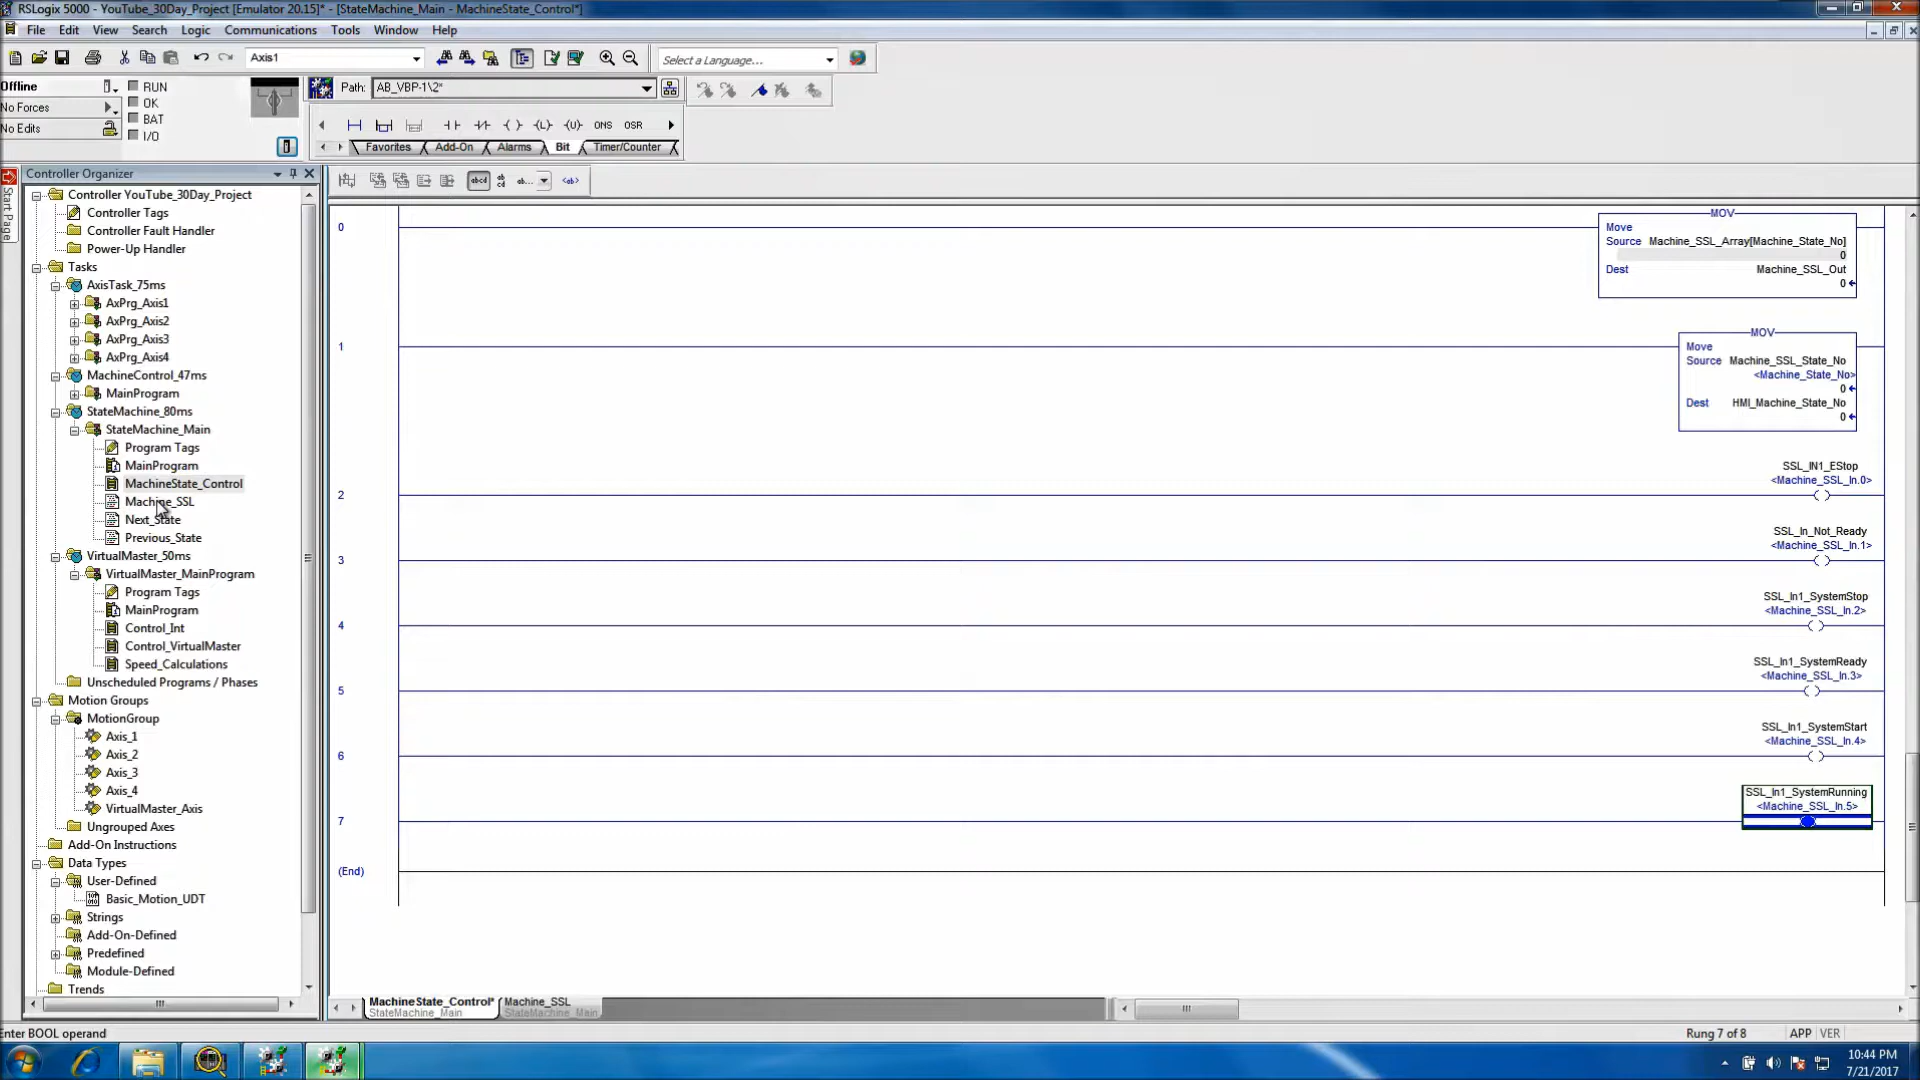 RSLogix 5000 - YouTube_30Day_Project [Emulator 20.15]* - [StateMachine_Main - MachineState_Control*]
File Edit View Search Logic Communications Tools Window Help
Axis1
Select a Language...
Offline
RUN
No Forces
OK
No Edits
BAT
I/O
Path: AB_VBP-1\2*
ONS OSR
Favorites Add-On Alarms Bit Timer/Counter
Start Page
Controller Organizer
Controller YouTube_30Day_Project
Controller Tags
Controller Fault Handler
Power-Up Handler
Tasks
AxisTask_75ms
AxPrg_Axis1
AxPrg_Axis2
AxPrg_Axis3
AxPrg_Axis4
MachineControl_47ms
MainProgram
StateMachine_80ms
StateMachine_Main
Program Tags
MainProgram
MachineState_Control
Machine_SSL
Next_State
Previous_State
VirtualMaster_50ms
VirtualMaster_MainProgram
Program Tags
MainProgram
Control_Int
Control_VirtualMaster
Speed_Calculations
Unscheduled Programs / Phases
Motion Groups
MotionGroup
Axis_1
Axis_2
Axis_3
Axis_4
VirtualMaster_Axis
Ungrouped Axes
Add-On Instructions
Data Types
User-Defined
Basic_Motion_UDT
Strings
Add-On-Defined
Predefined
Module-Defined
Trends
0
MOV
Move
Source Machine_SSL_Array[Machine_State_No]
0
Dest Machine_SSL_Out
0
1
MOV
Move
Source Machine_SSL_State_No
<Machine_State_No>
0
Dest HMI_Machine_State_No
0
2
SSL_IN1_EStop
<Machine_SSL_In.0>
3
SSL_In_Not_Ready
<Machine_SSL_In.1>
4
SSL_In1_SystemStop
<Machine_SSL_In.2>
5
SSL_In1_SystemReady
<Machine_SSL_In.3>
6
SSL_In1_SystemStart
<Machine_SSL_In.4>
7
SSL_In1_SystemRunning
<Machine_SSL_In.5>
(End)
MachineState_Control* Machine_SSL
StateMachine_Main StateMachine_Main
Enter BOOL operand
Rung 7 of 8 APP VER
10:44 PM
7/21/2017